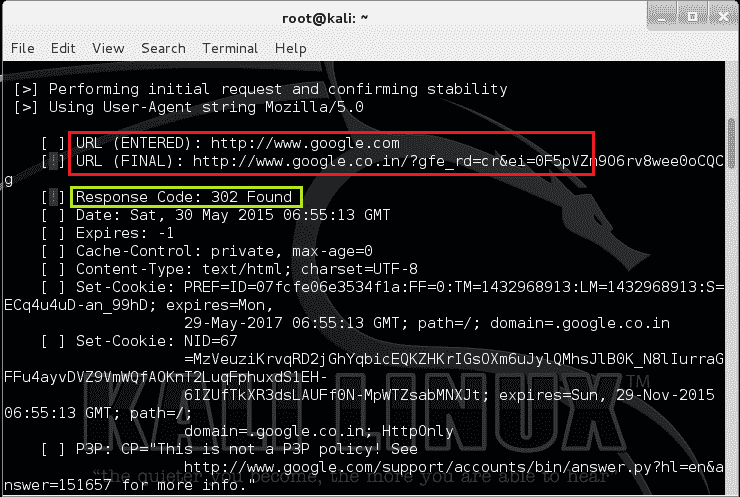 root@kali: ~
File Edit View Search Terminal Help
[>] Performing initial request and confirming stability
[>] Using User-Agent string Mozilla/5.0
[ ] URL (ENTERED): http://www.google.com
[ ] URL (FINAL): http://www.google.co.in/?gfe_rd=cr&ei=0F5pVZm9O6rv8wee0oCQC
g
[ ] Response Code: 302 Found
[ ] Date: Sat, 30 May 2015 06:55:13 GMT
[ ] Expires: -1
[ ] Cache-Control: private, max-age=0
[ ] Content-Type: text/html; charset=UTF-8
[ ] Set-Cookie: PREF=ID=07fcfe06e3534f1a:FF=0:TM=1432968913:LM=1432968913:S=
ECq4u4uD-an_99hD; expires=Mon,
29-May-2017 06:55:13 GMT; path=/; domain=.google.co.in
[ ] Set-Cookie: NID=67
=MzVeuziKrvqRD2jGhYqbicEQKZHKrIGsOXm6uJylQMhsJlB0K_N8lIurraG
FFu4ayvDVZ9VmWQfAOKnT2LuqFphuxdS1EH-
6IZUfTkXR3dsLAUFf0N-MpWTZsabMNXJt; expires=Sun, 29-Nov-2015
06:55:13 GMT; path=/;
domain=.google.co.in; HttpOnly
[ ] P3P: CP="This is not a P3P policy! See
http://www.google.com/support/accounts/bin/answer.py?hl=en&a
nswer=151657 for more info."
KALI LINUX™
"the quieter you become, the more you are able to hear"